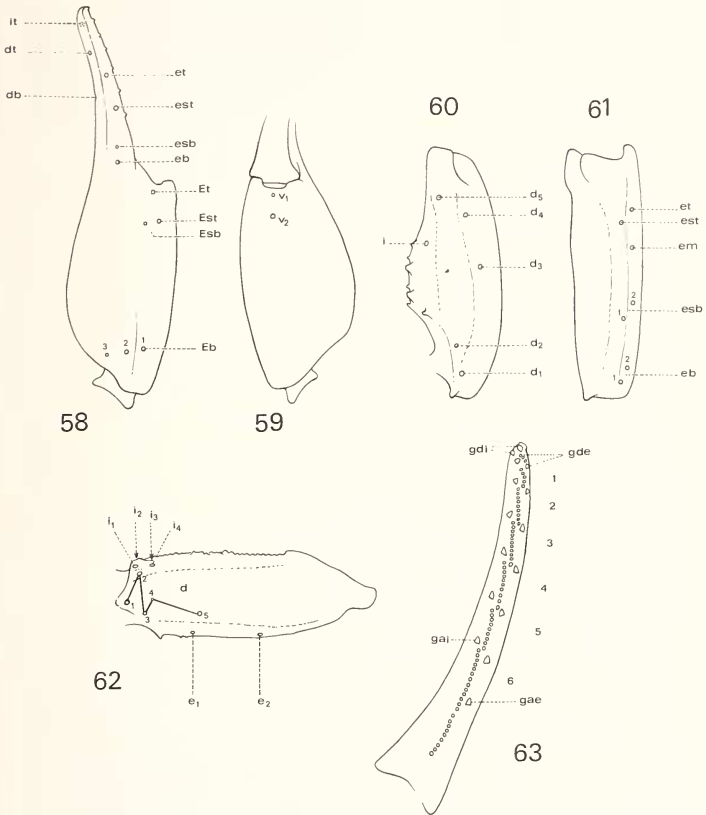 it
dt
db
et
est
esb
eb
Et
Est
Esb
3 2 1
Eb
58
v1
v2
59
60
i
d5
d4
d3
d2
d1
61
et
est
em
2
1
esb
2
1
eb
i1 i2 i3 i4
2
d
1 4
3 5
e1 e2
62
gdi
gde
1
2
3
4
5
6
gai
gae
63